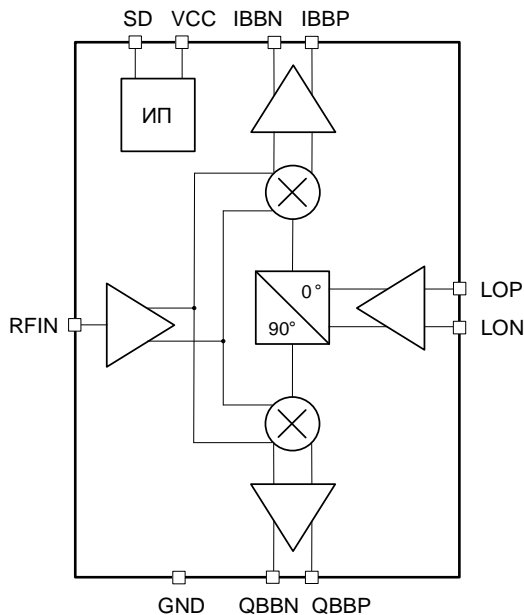 SD VCC IBBN IBBP
ИП
0°
90°
RFIN
LOP
LON
GND QBBN QBBP